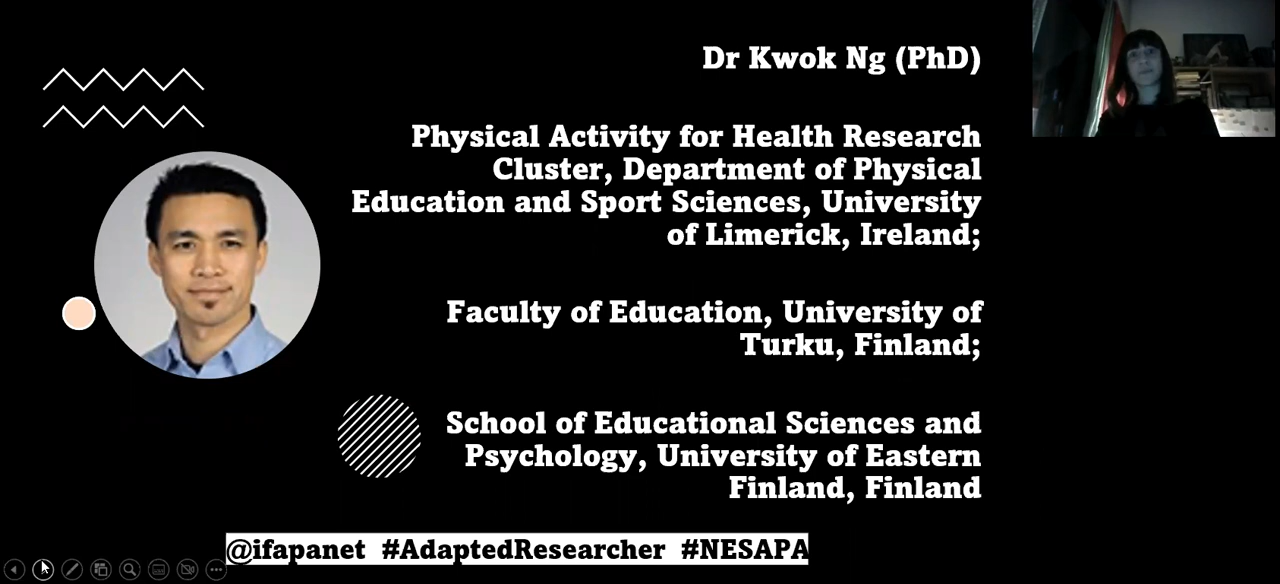 Dr Kwok Ng (PhD)
Physical Activity for Health Research
Cluster, Department of Physical
Education and Sport Sciences, University
of Limerick, Ireland;
Faculty of Education, University of
Turku, Finland;
School of Educational Sciences and
Psychology, University of Eastern
Finland, Finland
@ifapanet #AdaptedResearcher #NESAPA